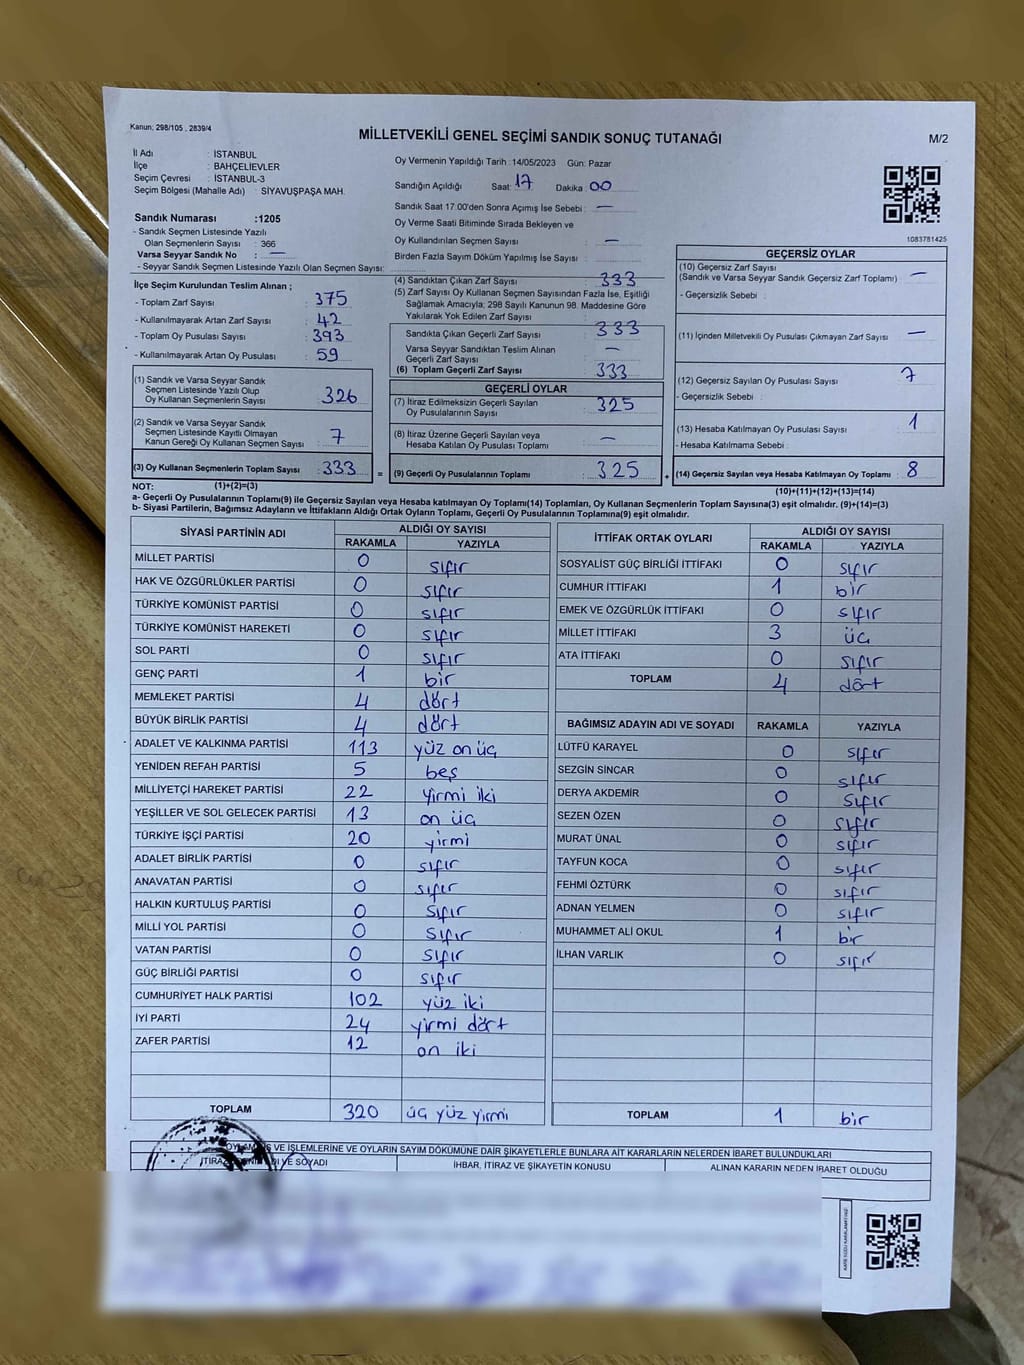 Kanun; 298/105 , 2839/4
MİLLETVEKİLİ GENEL SEÇİMİ SANDIK SONUÇ TUTANAĞI
M/2
İl Adı : İSTANBUL
İlçe : BAHÇELİEVLER
Seçim Çevresi : İSTANBUL-3
Seçim Bölgesi (Mahalle Adı) : SİYAVUŞPAŞA MAH.
Sandık Numarası :1205
- Sandık Seçmen Listesinde Yazılı
Olan Seçmenlerin Sayısı : 366
Varsa Seyyar Sandık No : —
- Seyyar Sandık Seçmen Listesinde Yazılı Olan Seçmen Sayısı:
İlçe Seçim Kurulundan Teslim Alınan ;
- Toplam Zarf Sayısı : 375
- Kullanılmayarak Artan Zarf Sayısı : 42
- Toplam Oy Pusulası Sayısı : 393
- Kullanılmayarak Artan Oy Pusulası : 59
(1) Sandık ve Varsa Seyyar Sandık
Seçmen Listesinde Yazılı Olup
Oy Kullanan Seçmenlerin Sayısı : 326
(2) Sandık ve Varsa Seyyar Sandık
Seçmen Listesinde Kayıtlı Olmayan
Kanun Gereği Oy Kullanan Seçmen Sayısı : 7
(3) Oy Kullanan Seçmenlerin Toplam Sayısı : 333
Oy Vermenin Yapıldığı Tarih :14/05/2023 Gün: Pazar
Sandığın Açıldığı Saat: 17 Dakika : 00
Sandık Saat 17:00'den Sonra Açımış İse Sebebi : —
Oy Verme Saati Bitiminde Sırada Bekleyen ve
Oy Kullandırılan Seçmen Sayısı : —
Birden Fazla Sayım Döküm Yapılmış İse Sayısı :
(4) Sandıktan Çıkan Zarf Sayısı : 333
(5) Zarf Sayısı Oy Kullanan Seçmen Sayısından Fazla İse, Eşitliği
Sağlamak Amacıyla; 298 Sayılı Kanunun 98. Maddesine Göre
Yakılarak Yok Edilen Zarf Sayısı :
Sandıkta Çıkan Geçerli Zarf Sayısı : 333
Varsa Seyyar Sandıktan Teslim Alınan
Geçerli Zarf Sayısı : —
(6) Toplam Geçerli Zarf Sayısı : 333
GEÇERLİ OYLAR
(7) İtiraz Edilmeksizin Geçerli Sayılan
Oy Pusulalarının Sayısı : 325
(8) İtiraz Üzerine Geçerli Sayılan veya
Hesaba Katılan Oy Pusulası Toplamı : —
= (9) Geçerli Oy Pusulalarının Toplamı : 325 +
1083781425
GEÇERSİZ OYLAR
(10) Geçersiz Zarf Sayısı
(Sandık ve Varsa Seyyar Sandık Geçersiz Zarf Toplamı) : —
- Geçersizlik Sebebi :
(11) İçinden Milletvekili Oy Pusulası Çıkmayan Zarf Sayısı : —
(12) Geçersiz Sayılan Oy Pusulası Sayısı : 7
- Geçersizlik Sebebi :
(13) Hesaba Katılmayan Oy Pusulası Sayısı : 1
- Hesaba Katılmama Sebebi :
(14) Geçersiz Sayılan veya Hesaba Katılmayan Oy Toplamı : 8
NOT: (1)+(2)=(3)
(10)+(11)+(12)+(13)=(14)
a- Geçerli Oy Pusulalarının Toplamı(9) ile Geçersiz Sayılan veya Hesaba katılmayan Oy Toplamı(14) Toplamları, Oy Kullanan Seçmenlerin Toplam Sayısına(3) eşit olmalıdır. (9)+(14)=(3)
b- Siyasi Partilerin, Bağımsız Adayların ve İttifakların Aldığı Ortak Oyların Toplamı, Geçerli Oy Pusulalarının Toplamına(9) eşit olmalıdır.
SİYASİ PARTİNİN ADI ALDIĞI OY SAYISI
RAKAMLA YAZIYLA
MİLLET PARTİSİ 0 sıfır
HAK VE ÖZGÜRLÜKLER PARTİSİ 0 sıfır
TÜRKİYE KOMÜNİST PARTİSİ 0 sıfır
TÜRKİYE KOMÜNİST HAREKETİ 0 sıfır
SOL PARTİ 0 sıfır
GENÇ PARTİ 1 bir
MEMLEKET PARTİSİ 4 dört
BÜYÜK BİRLİK PARTİSİ 4 dört
ADALET VE KALKINMA PARTİSİ 113 yüz on üç
YENİDEN REFAH PARTİSİ 5 beş
MİLLİYETÇİ HAREKET PARTİSİ 22 yirmi iki
YEŞİLLER VE SOL GELECEK PARTİSİ 13 on üç
TÜRKİYE İŞÇİ PARTİSİ 20 yirmi
ADALET BİRLİK PARTİSİ 0 sıfır
ANAVATAN PARTİSİ 0 sıfır
HALKIN KURTULUŞ PARTİSİ 0 sıfır
MİLLİ YOL PARTİSİ 0 sıfır
VATAN PARTİSİ 0 sıfır
GÜÇ BİRLİĞİ PARTİSİ 0 sıfır
CUMHURİYET HALK PARTİSİ 102 yüz iki
İYİ PARTİ 24 yirmi dört
ZAFER PARTİSİ 12 on iki
TOPLAM 320 üç yüz yirmi
İTTİFAK ORTAK OYLARI ALDIĞI OY SAYISI
RAKAMLA YAZIYLA
SOSYALİST GÜÇ BİRLİĞİ İTTİFAKI 0 sıfır
CUMHUR İTTİFAKI 1 bir
EMEK VE ÖZGÜRLÜK İTTİFAKI 0 sıfır
MİLLET İTTİFAKI 3 üç
ATA İTTİFAKI 0 sıfır
TOPLAM 4 dört
BAĞIMSIZ ADAYIN ADI VE SOYADI RAKAMLA YAZIYLA
LÜTFÜ KARAYEL 0 sıfır
SEZGİN SİNCAR 0 sıfır
DERYA AKDEMİR 0 sıfır
SEZEN ÖZEN 0 sıfır
MURAT ÜNAL 0 sıfır
TAYFUN KOCA 0 sıfır
FEHMİ ÖZTÜRK 0 sıfır
ADNAN YELMEN 0 sıfır
MUHAMMET ALİ OKUL 1 bir
İLHAN VARLIK 0 sıfır
TOPLAM 1 bir
VE İŞLEMLERİNE VE OYLARIN SAYIM DÖKÜMÜNE DAİR ŞİKAYETLERLE BUNLARA AİT KARARLARIN NELERDEN İBARET BULUNDUKLARI
VE SOYADI İHBAR, İTİRAZ VE ŞİKAYETİN KONUSU ALINAN KARARIN NEDEN İBARET OLDUĞU